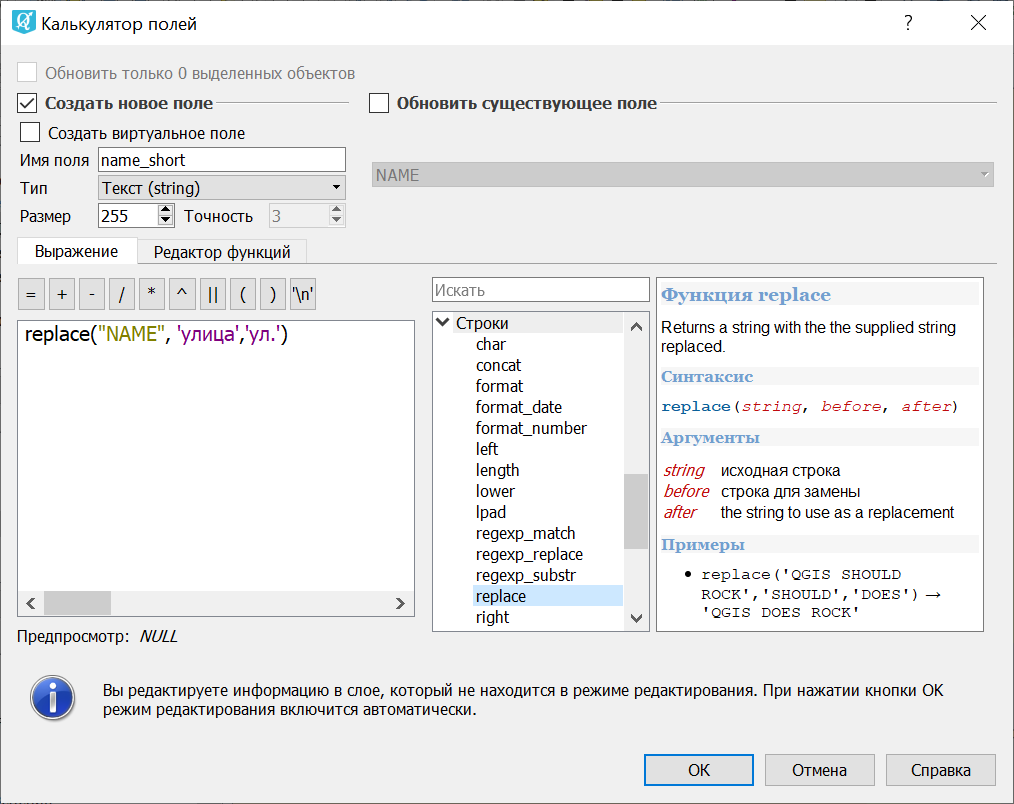 Калькулятор полей
?
Обновить только 0 выделенных объектов
Создать новое поле
Обновить существующее поле
Создать виртуальное поле
Имя поля name_short
NAME
Тип Текст (string)
Размер 255 Точность 3
Выражение Редактор функций
= + - / * ^ || ( ) '\n'
replace("NAME", 'улица','ул.')
Предпросмотр: NULL
Искать
Строки
char
concat
format
format_date
format_number
left
length
lower
lpad
regexp_match
regexp_replace
regexp_substr
replace
right
Функция replace
Returns a string with the the supplied string
replaced.
Синтаксис
replace(string, before, after)
Аргументы
string исходная строка
before строка для замены
after the string to use as a replacement
Примеры
• replace('QGIS SHOULD
ROCK','SHOULD','DOES') →
'QGIS DOES ROCK'
Вы редактируете информацию в слое, который не находится в режиме редактирования. При нажатии кнопки OK
режим редактирования включится автоматически.
OK Отмена Справка